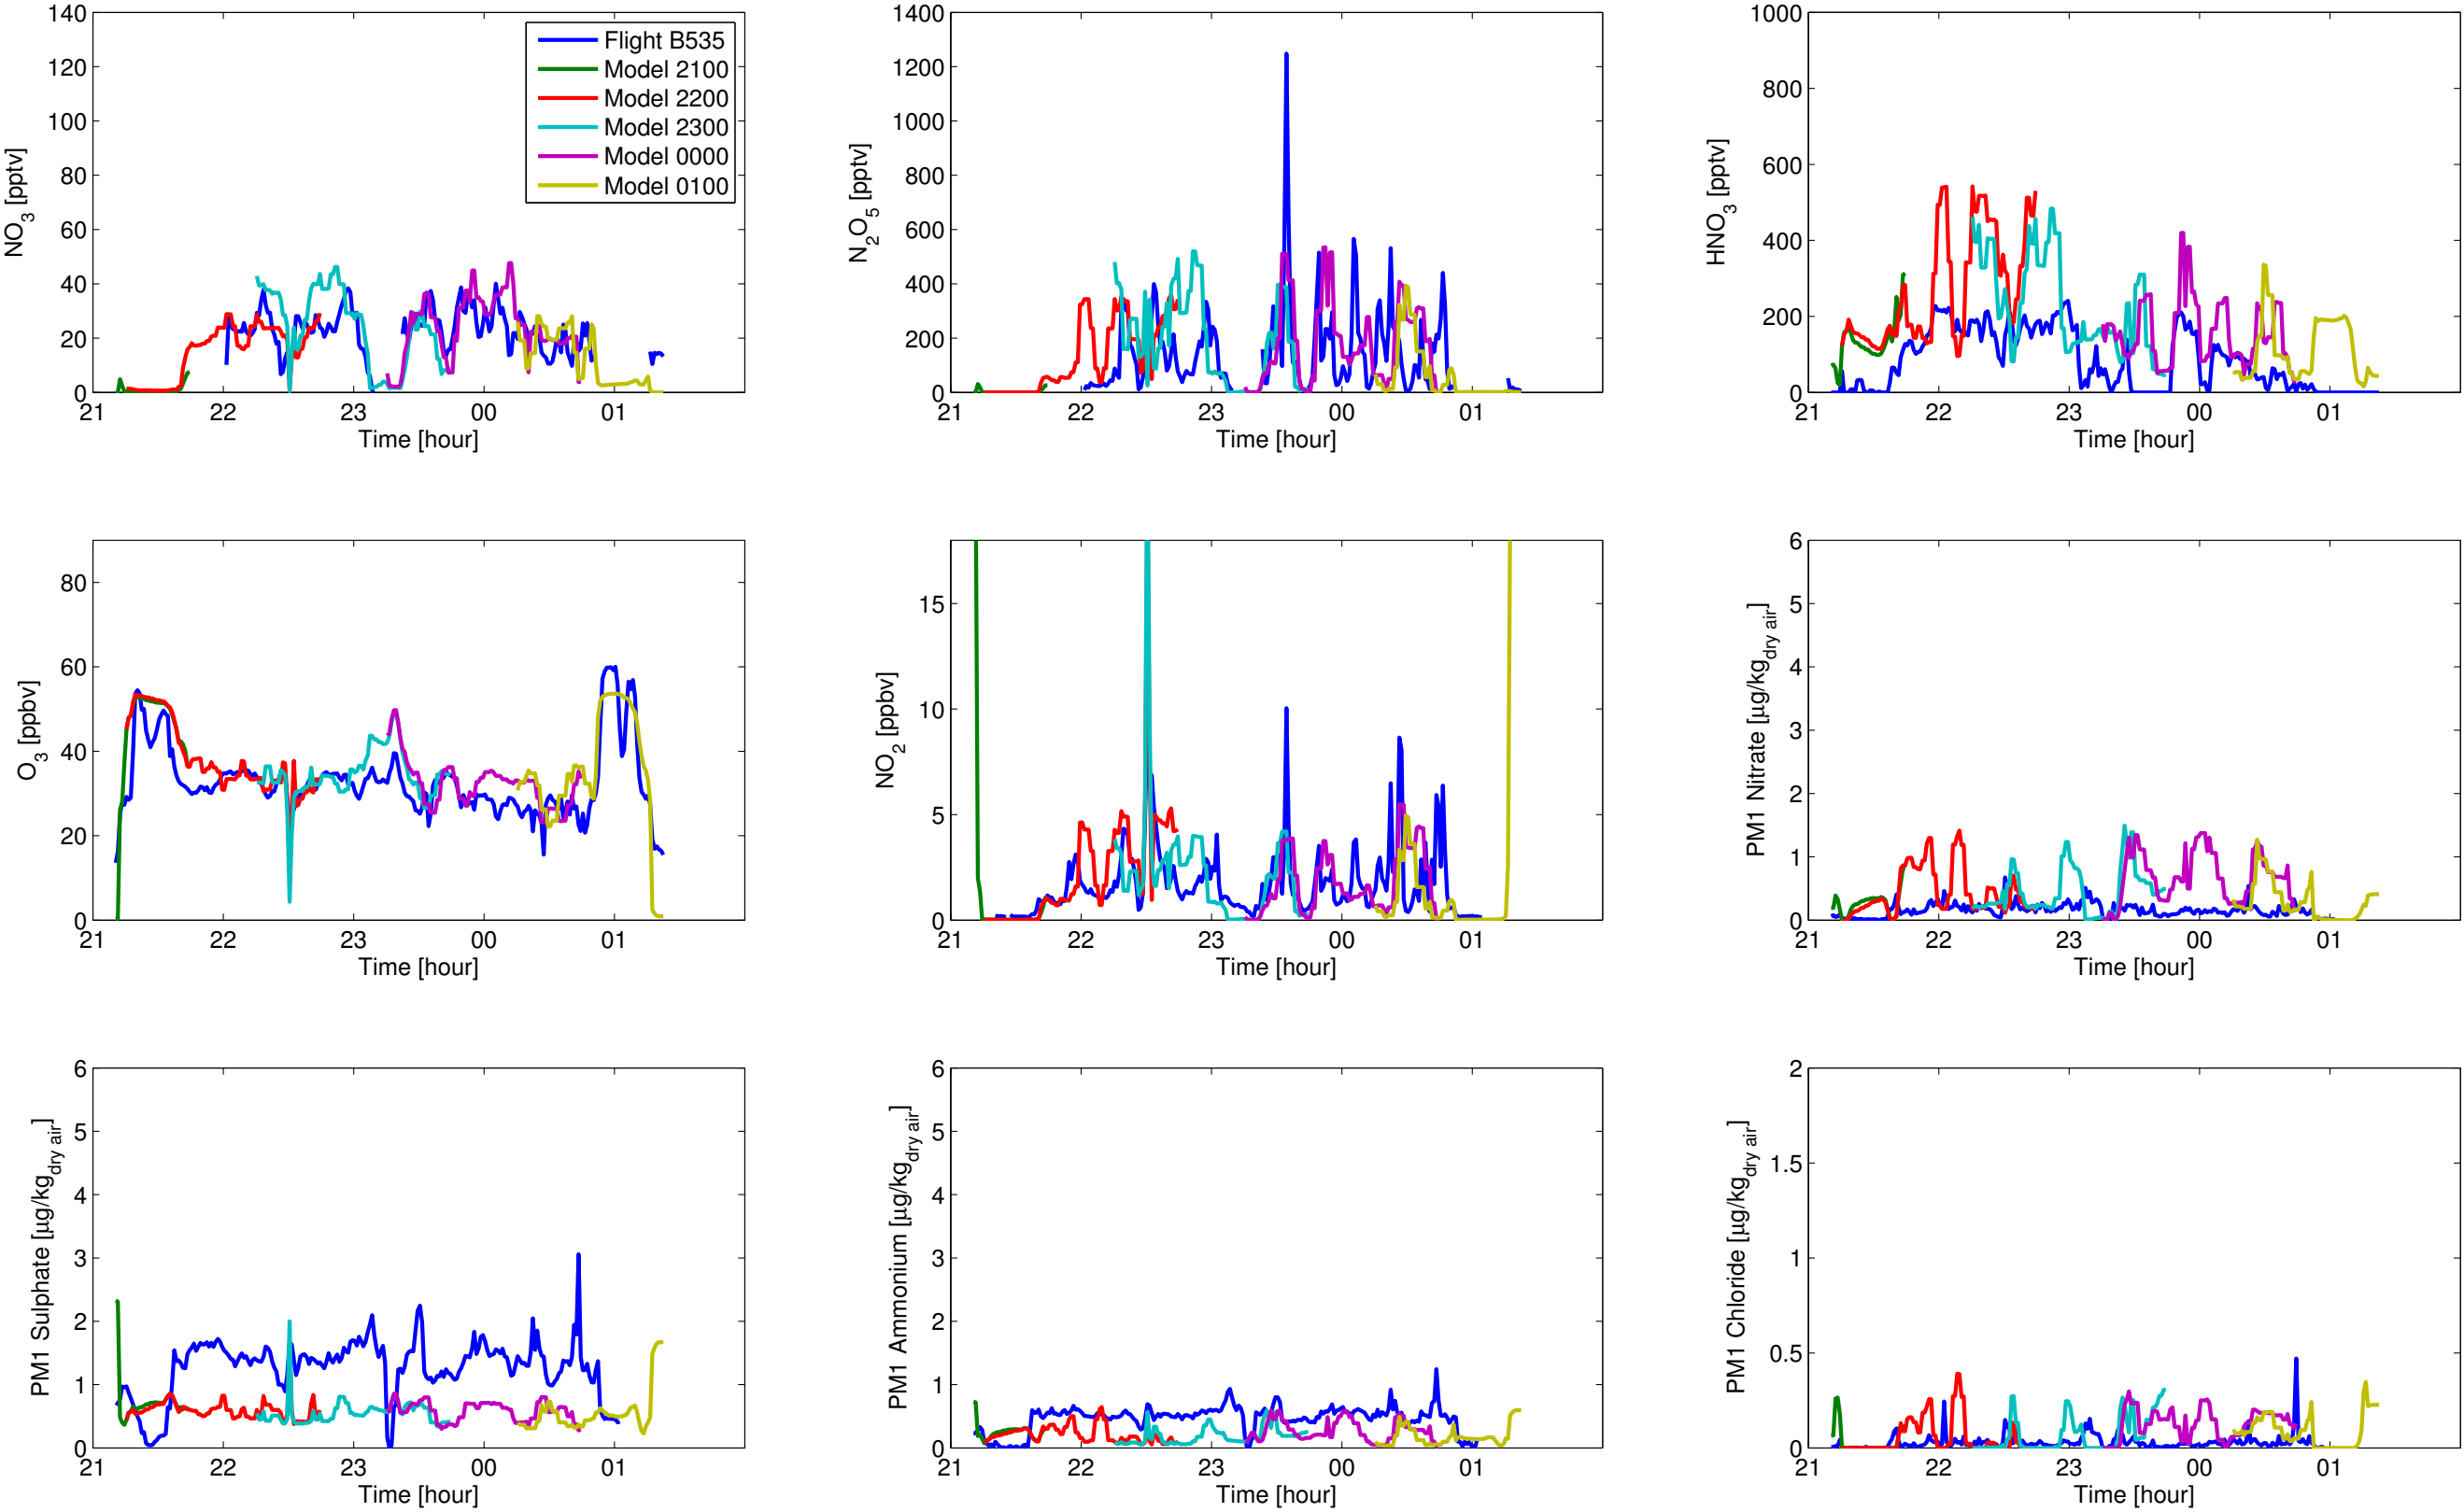 140
120
100
80
60
40
20
0
NO3 [pptv]
21 22 23 00 01
Time [hour]
Flight B535
Model 2100
Model 2200
Model 2300
Model 0000
Model 0100
1400
1200
1000
800
600
400
200
0
N2O5 [pptv]
21 22 23 00 01
Time [hour]
1000
800
600
400
200
0
HNO3 [pptv]
21 22 23 00 01
Time [hour]
80
60
40
20
0
O3 [ppbv]
21 22 23 00 01
Time [hour]
15
10
5
0
NO2 [ppbv]
21 22 23 00 01
Time [hour]
6
5
4
3
2
1
0
PM1 Nitrate [µg/kgdry air]
21 22 23 00 01
Time [hour]
6
5
4
3
2
1
0
PM1 Sulphate [µg/kgdry air]
21 22 23 00 01
Time [hour]
6
5
4
3
2
1
0
PM1 Ammonium [µg/kgdry air]
21 22 23 00 01
Time [hour]
2
1.5
1
0.5
0
PM1 Chloride [µg/kgdry air]
21 22 23 00 01
Time [hour]